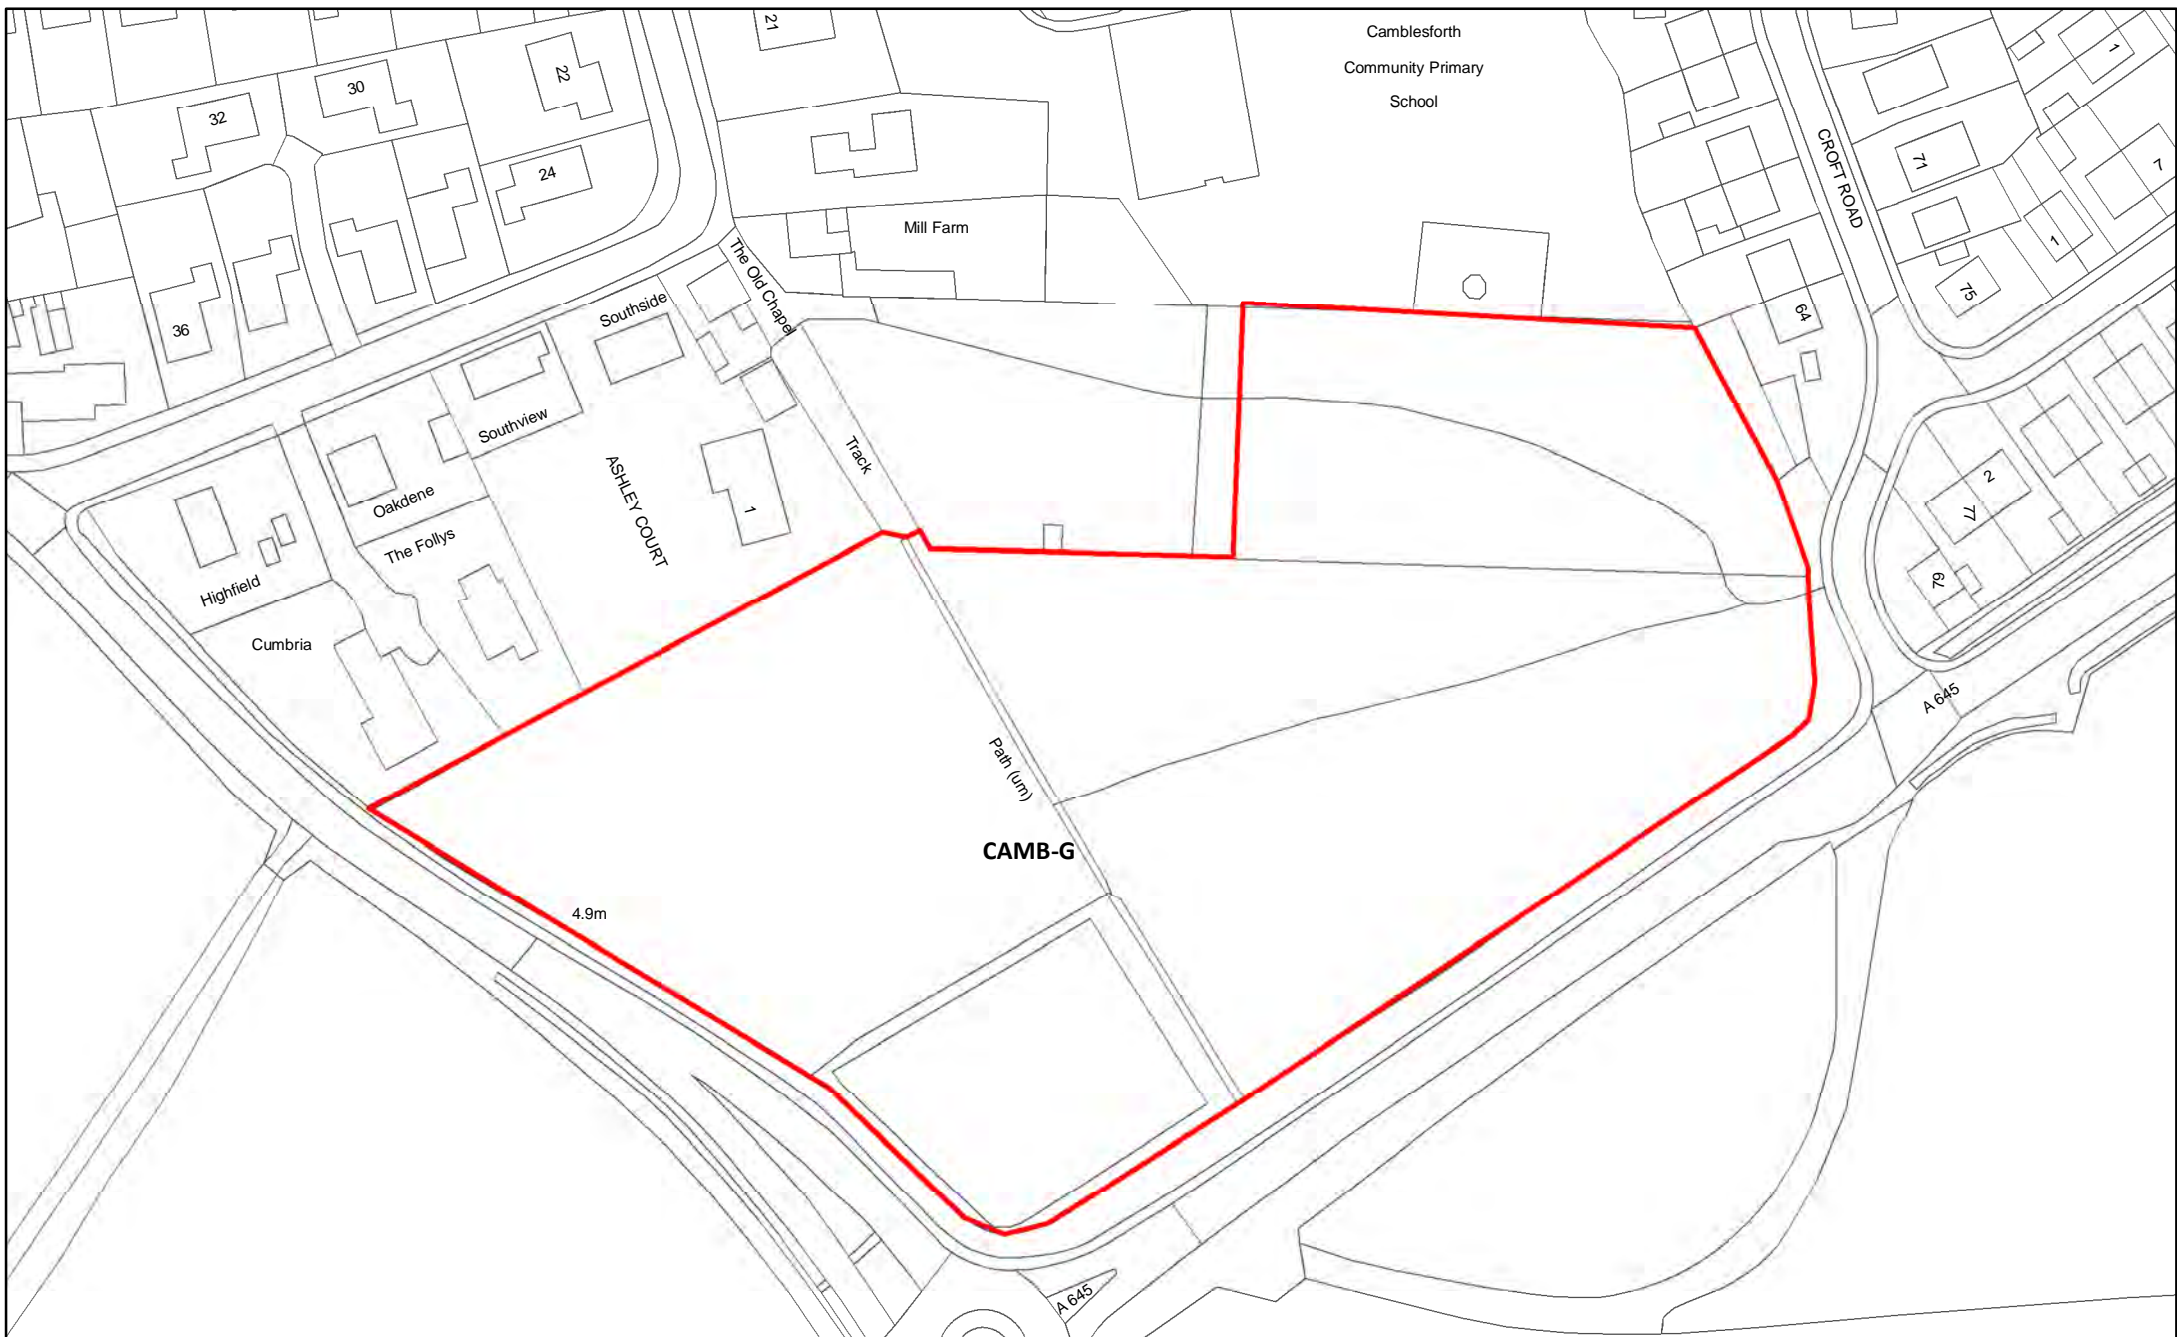 21
Camblesforth
Community Primary
School
1
22
30
32
24
71
7
CROFT ROAD
Mill Farm
1
The Old Chapel
75
Southside
64
36
Southview
Track
Oakdene
ASHLEY COURT
1
2
77
The Follys
79
Highfield
Cumbria
A 645
Path (um)
CAMB-G
4.9m
A 645